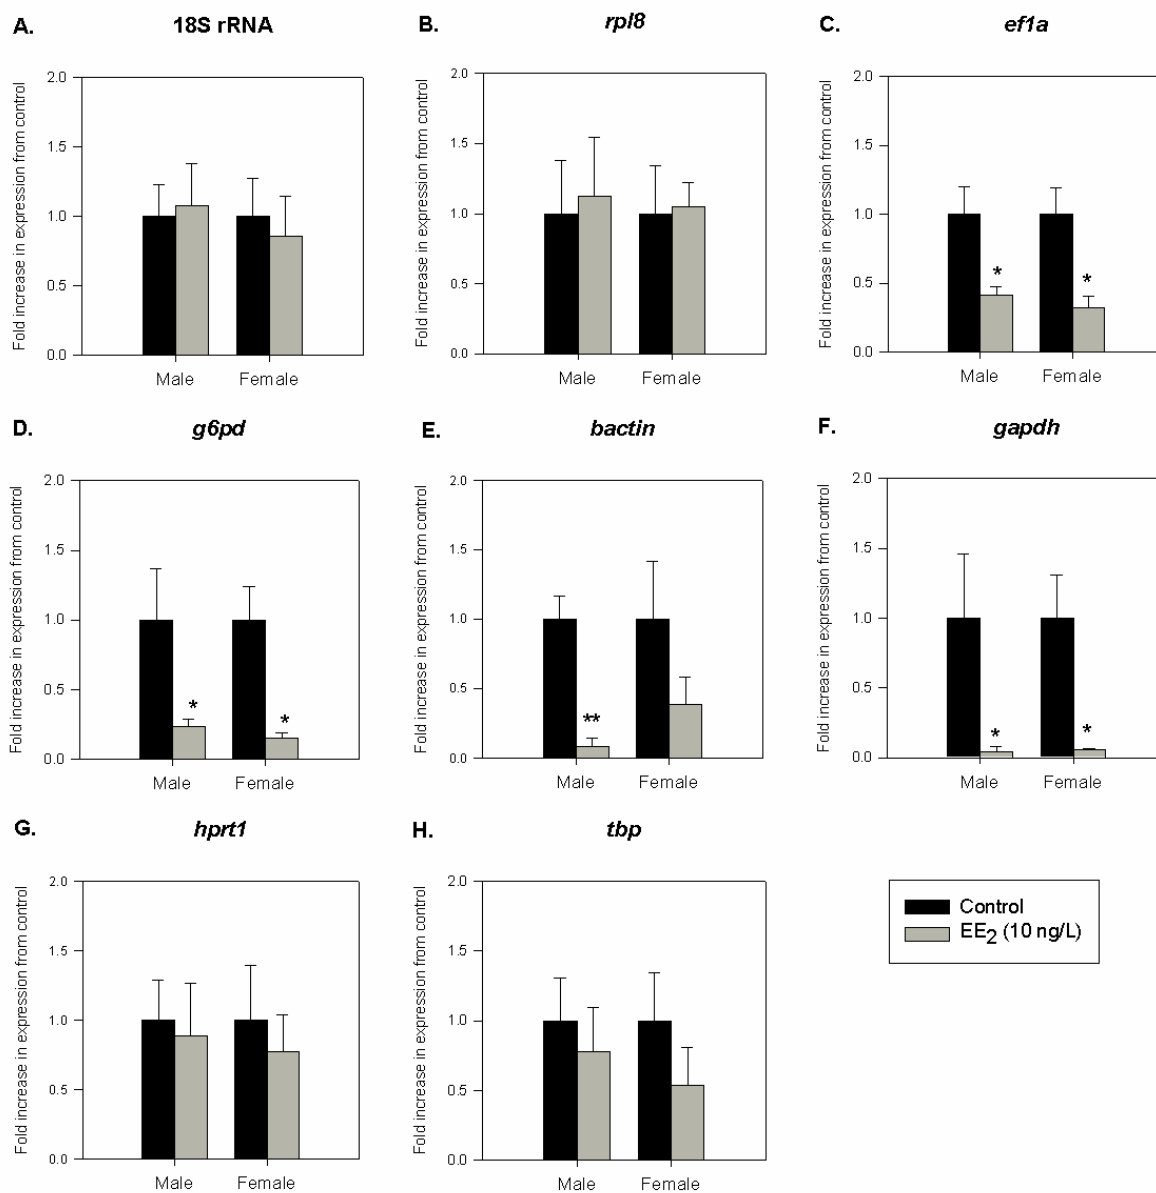 A. 18S rRNA
Fold increase in expression from control
2.0
1.5
1.0
0.5
0.0
Male Female
B. rpl8
Fold increase in expression from control
2.0
1.5
1.0
0.5
0.0
Male Female
C. ef1a
Fold increase in expression from control
2.0
1.5
1.0
0.5
0.0
*
*
Male Female
D. g6pd
Fold increase in expression from control
2.0
1.5
1.0
0.5
0.0
*
*
Male Female
E. bactin
Fold increase in expression from control
2.0
1.5
1.0
0.5
0.0
**
Male Female
F. gapdh
Fold increase in expression from control
2.0
1.5
1.0
0.5
0.0
*
*
Male Female
G. hprt1
Fold increase in expression from control
2.0
1.5
1.0
0.5
0.0
Male Female
H. tbp
Fold increase in expression from control
2.0
1.5
1.0
0.5
0.0
Male Female
Control
EE2 (10 ng/L)